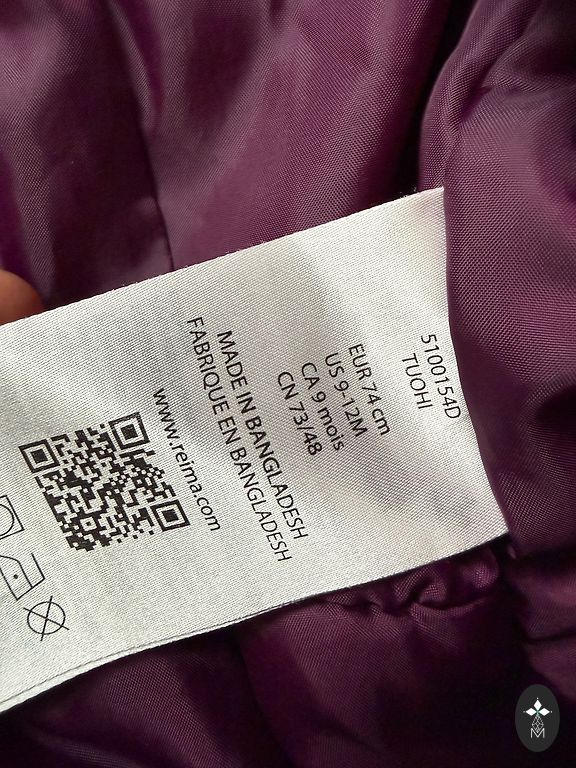 5100154D
TUOHI
EUR 74 cm
US 9-12M
CA 9 mois
CN 73/48
MADE IN BANGLADESH
FABRIQUE EN BANGLADESH
www.reima.com
M